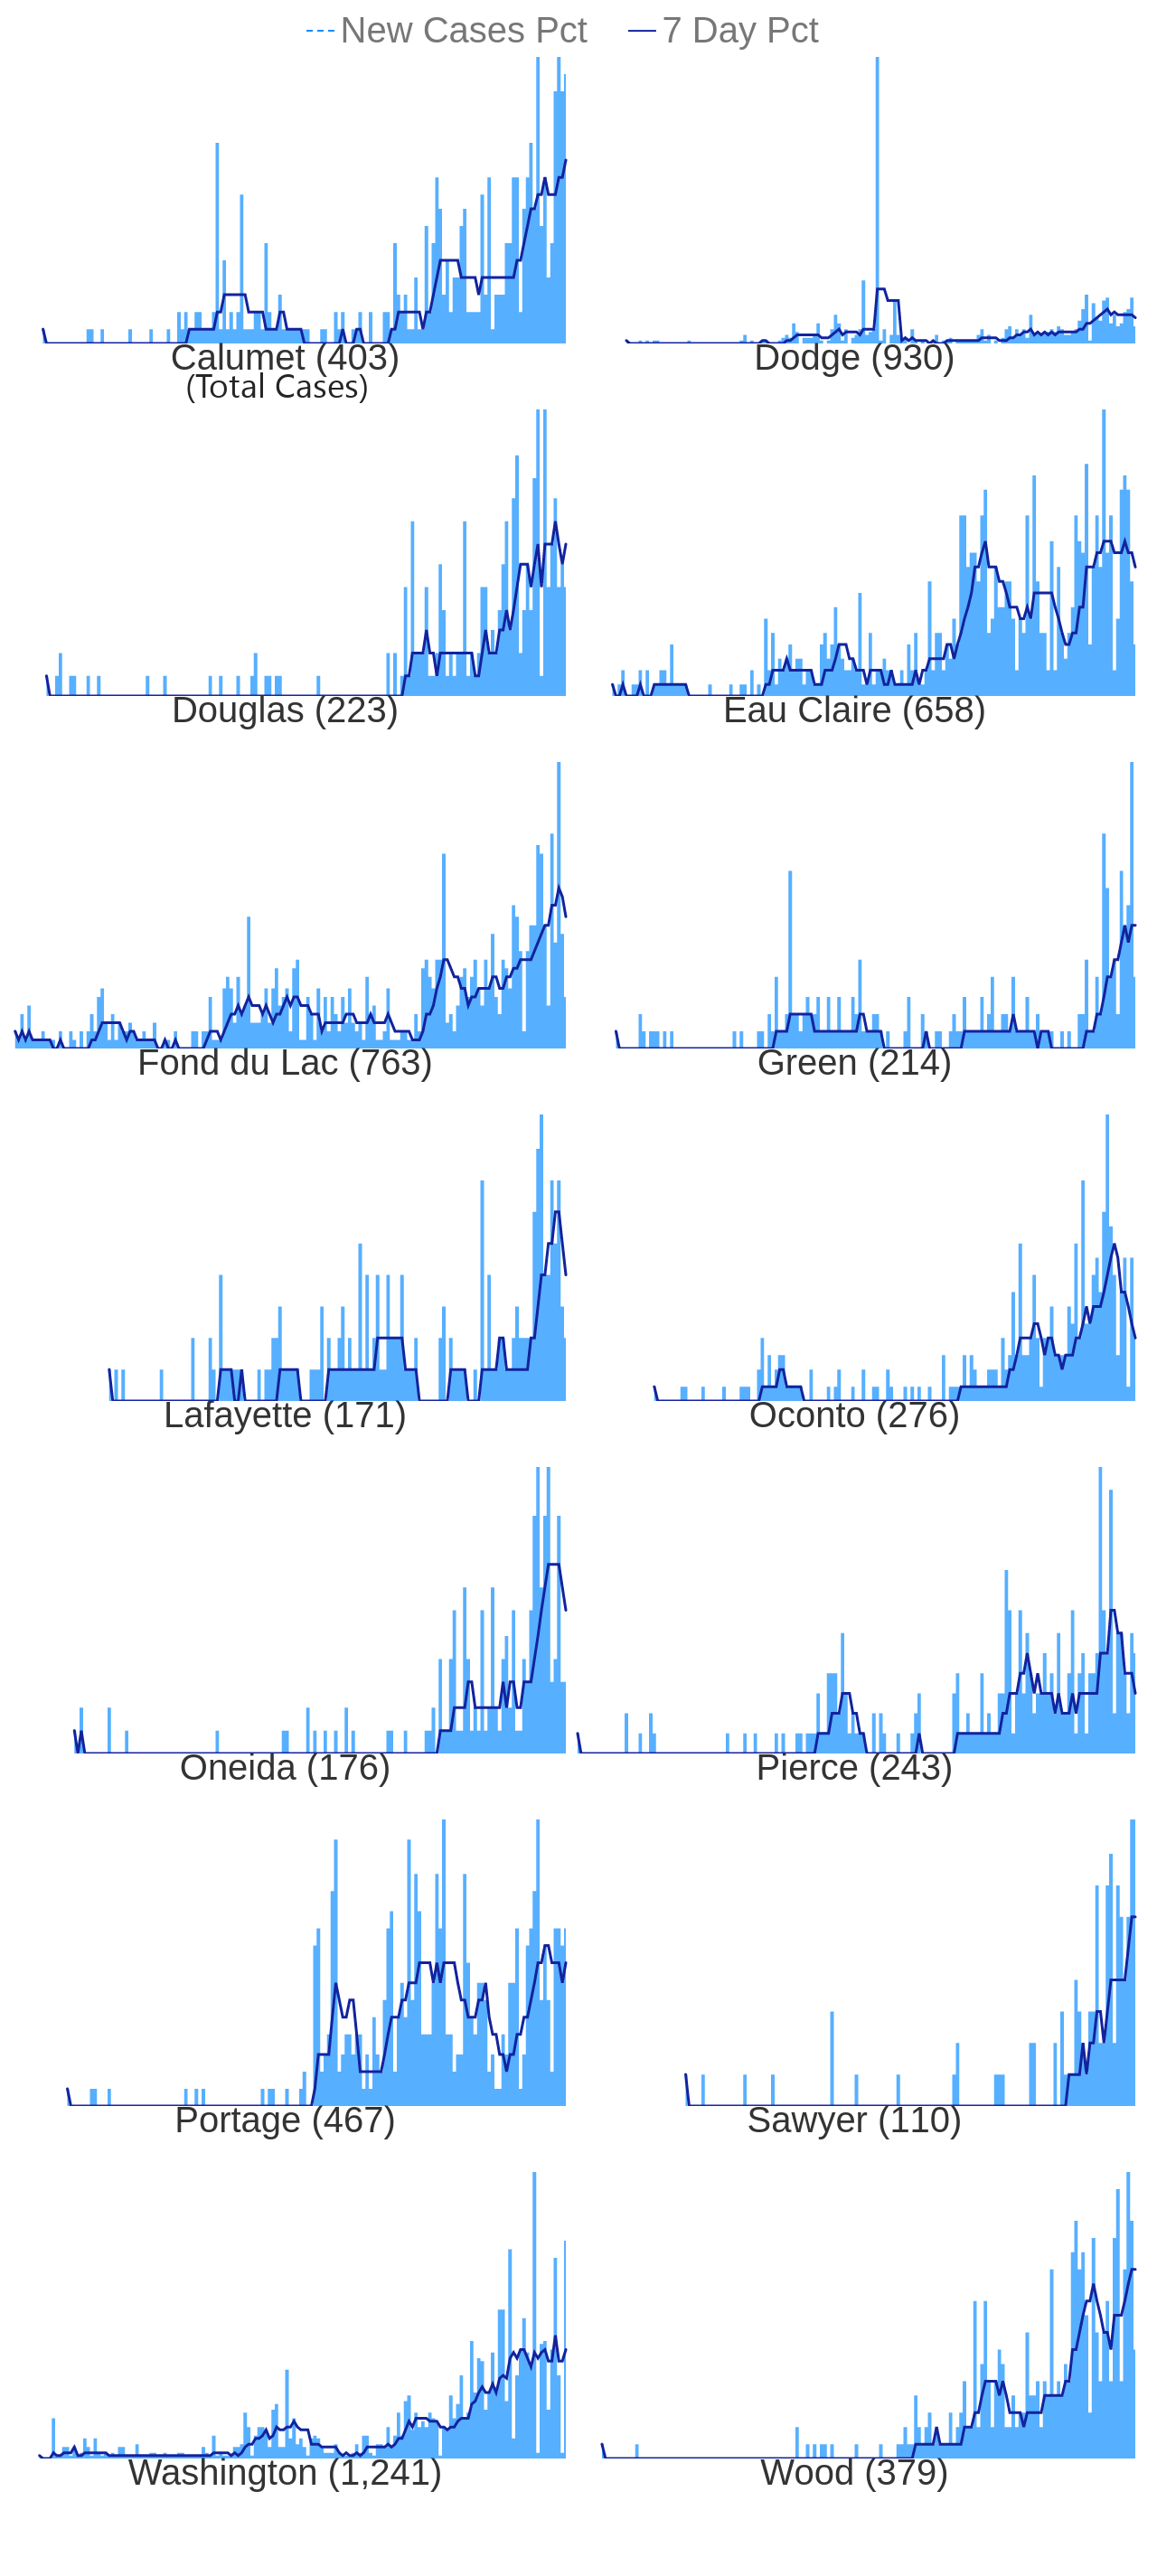 New Cases Pct 7 Day Pct
Calumet (403) Dodge (930)
(Total Cases)
Douglas (223) Eau Claire (658)
Fond du Lac (763) Green (214)
Lafayette (171) Oconto (276)
Oneida (176) Pierce (243)
Portage (467) Sawyer (110)
Washington (1,241) Wood (379)